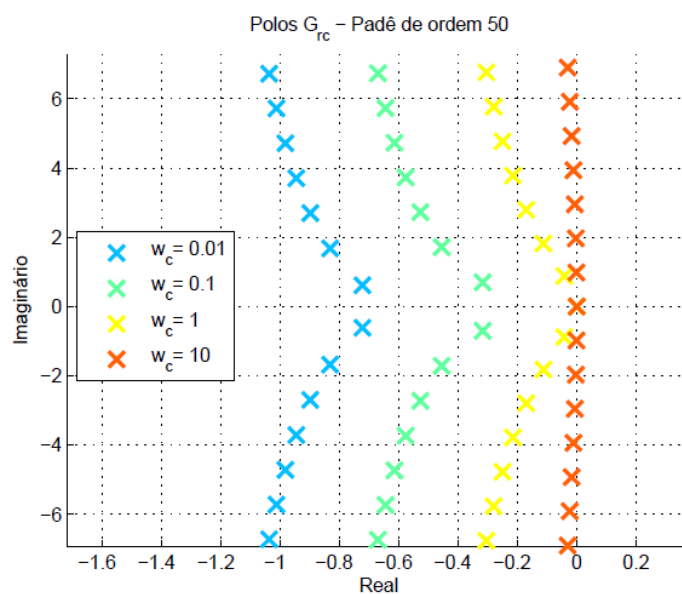 Polos G_rc − Padê de ordem 50
6
4
2
0
−2
−4
−6
Imaginário
w_c= 0.01
w_c= 0.1
w_c= 1
w_c= 10
−1.6 −1.4 −1.2 −1 −0.8 −0.6 −0.4 −0.2 0 0.2
Real